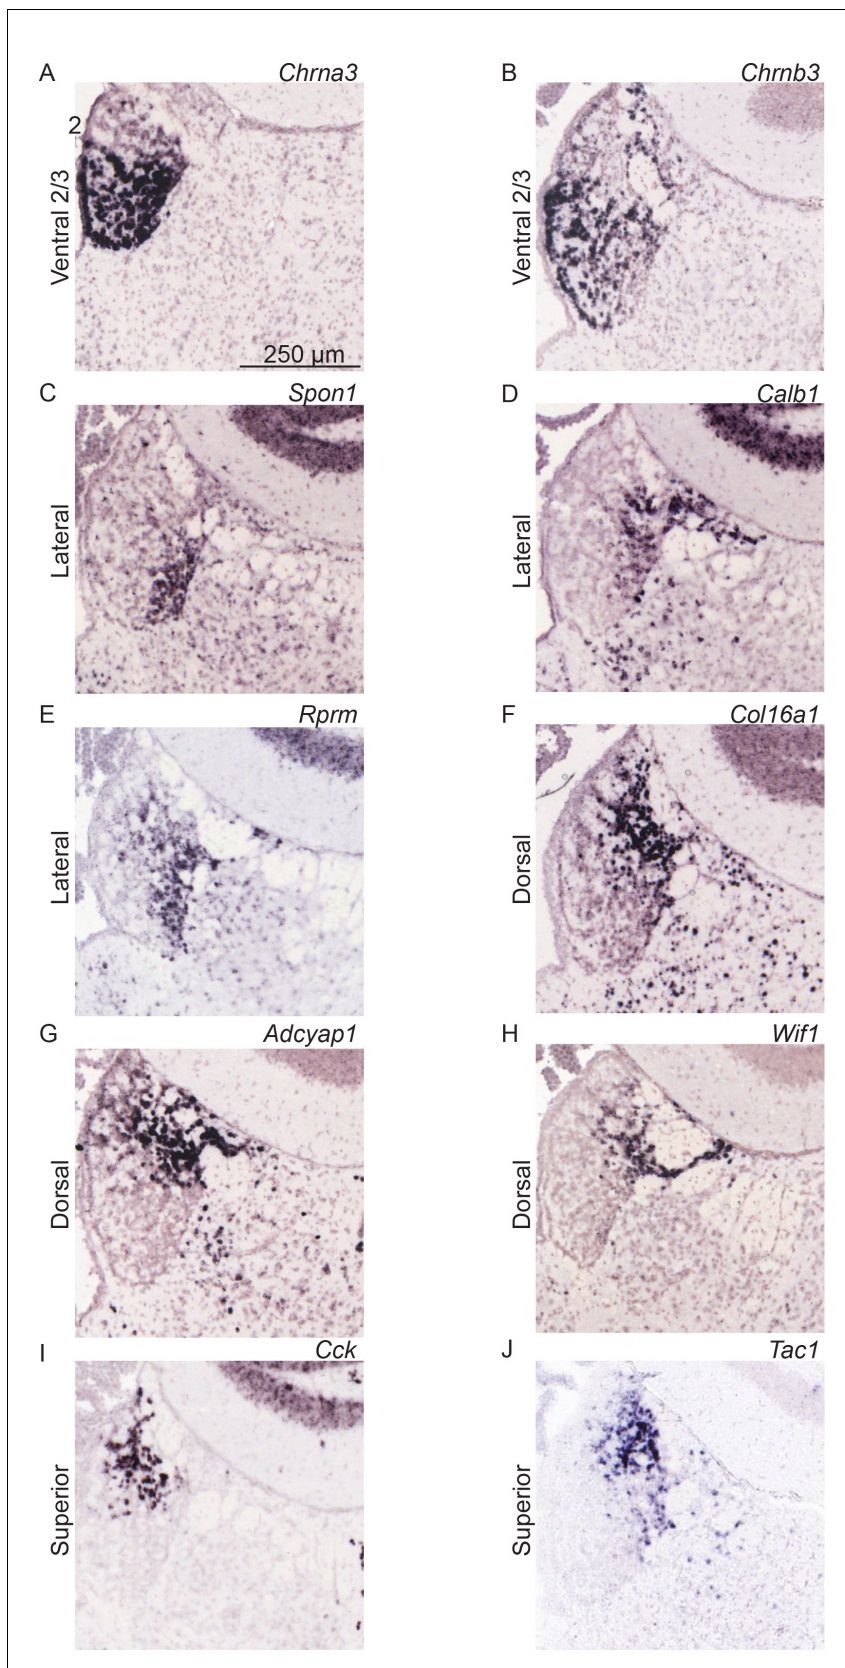 A Chrna3
2
Ventral 2/3
250 µm
B Chrnb3
Ventral 2/3
C Spon1
Lateral
D Calb1
Lateral
E Rprm
Lateral
F Col16a1
Dorsal
G Adcyap1
Dorsal
H Wif1
Dorsal
I Cck
Superior
J Tac1
Superior